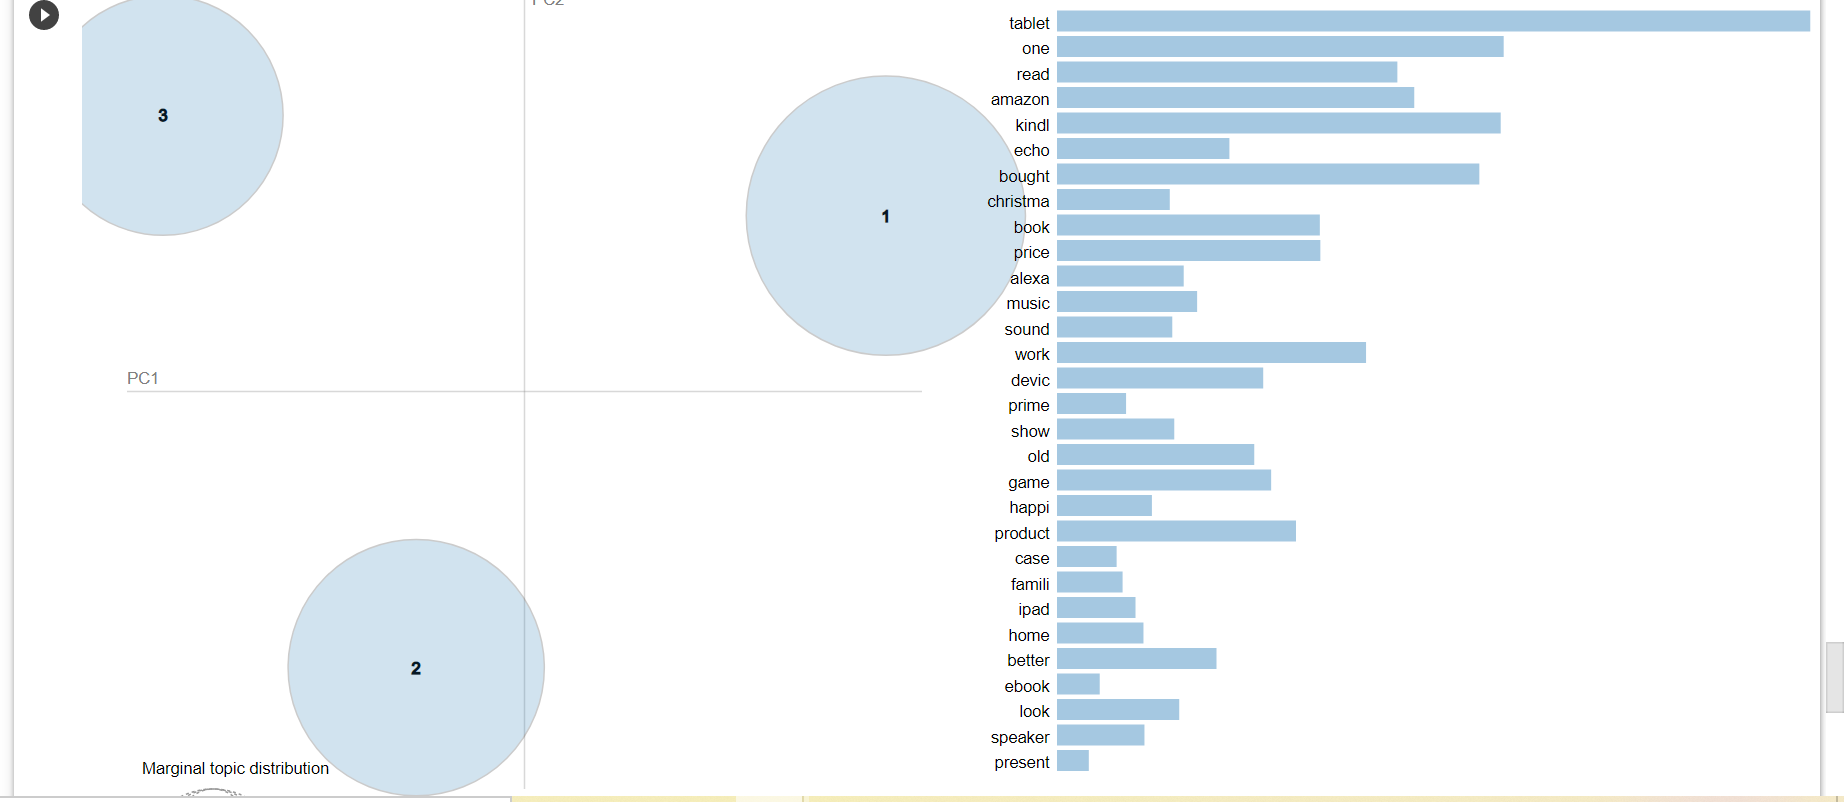 PC2
3
1
PC1
2
Marginal topic distribution
tablet
one
read
amazon
kindl
echo
bought
christma
book
price
alexa
music
sound
work
devic
prime
show
old
game
happi
product
case
famili
ipad
home
better
ebook
look
speaker
present